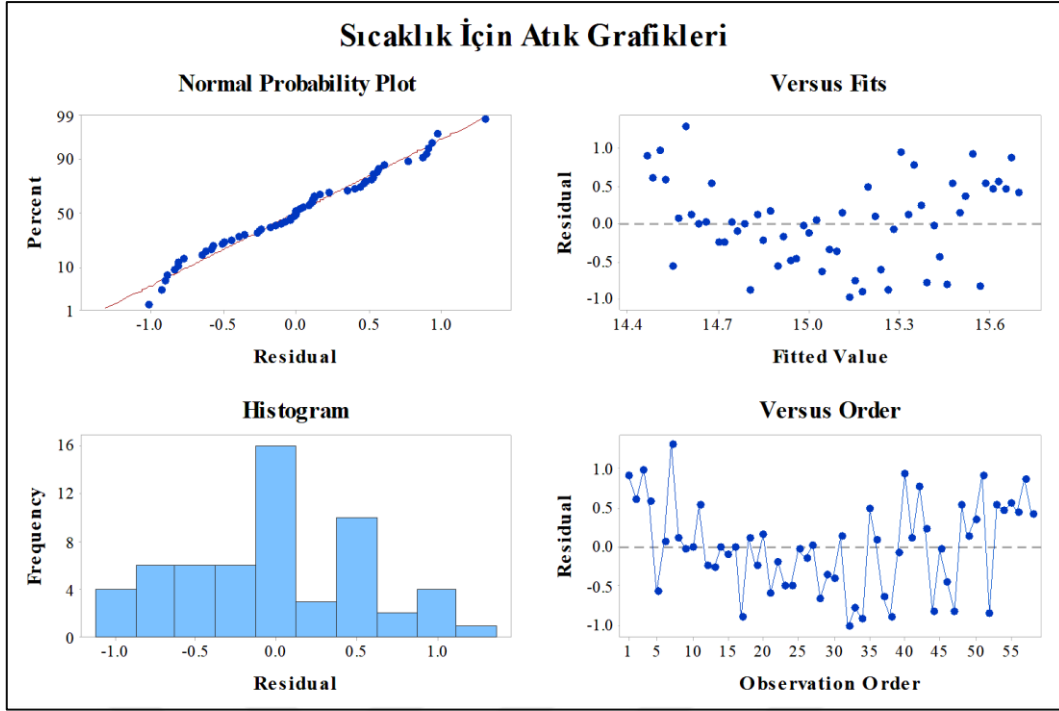 Sıcaklık İçin Atık Grafikleri
Normal Probability Plot
Percent
99
90
50
10
1
-1.0 -0.5 0.0 0.5 1.0
Residual
Versus Fits
Residual
1.0
0.5
0.0
-0.5
-1.0
14.4 14.7 15.0 15.3 15.6
Fitted Value
Histogram
Frequency
16
12
8
4
0
-1.0 -0.5 0.0 0.5 1.0
Residual
Versus Order
Residual
1.0
0.5
0.0
-0.5
-1.0
1 5 10 15 20 25 30 35 40 45 50 55
Observation Order